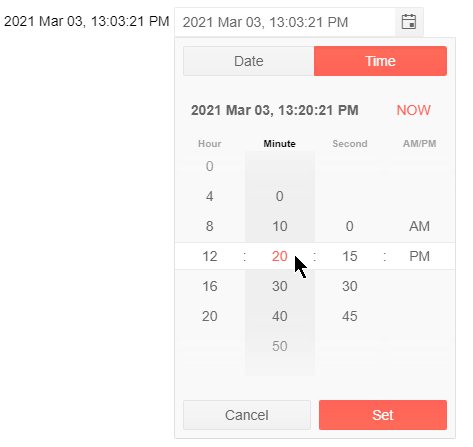 2021 Mar 03, 13:03:21 PM 2021 Mar 03, 13:03:21 PM
Date Time
2021 Mar 03, 13:20:21 PM NOW
Hour Minute Second AM/PM
0
4 0
8 10 0 AM
12 : 20 : 15 : PM
16 30 30
20 40 45
50
Cancel Set